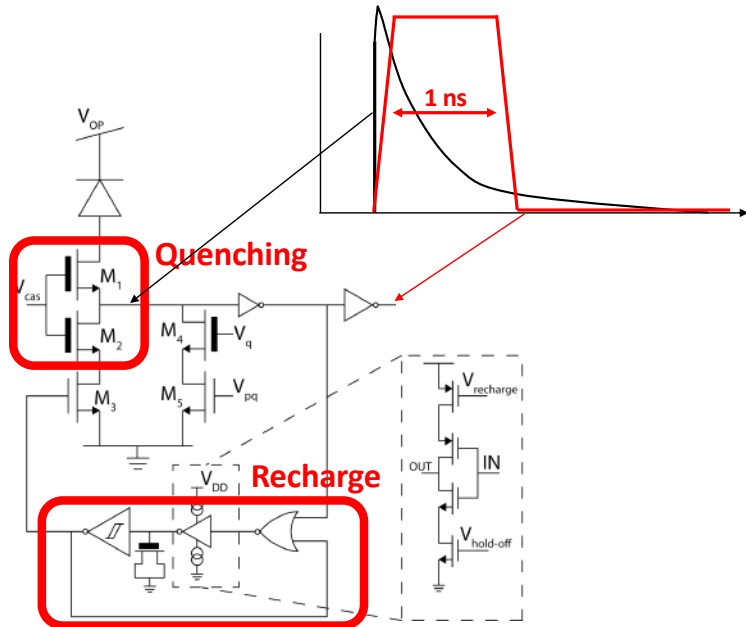 1 ns
V_OP
Quenching
M_1
V_cas
M_2
M_4
V_q
M_3
M_5
V_pq
V_recharge
Recharge
OUT
IN
V_DD
V_hold-off